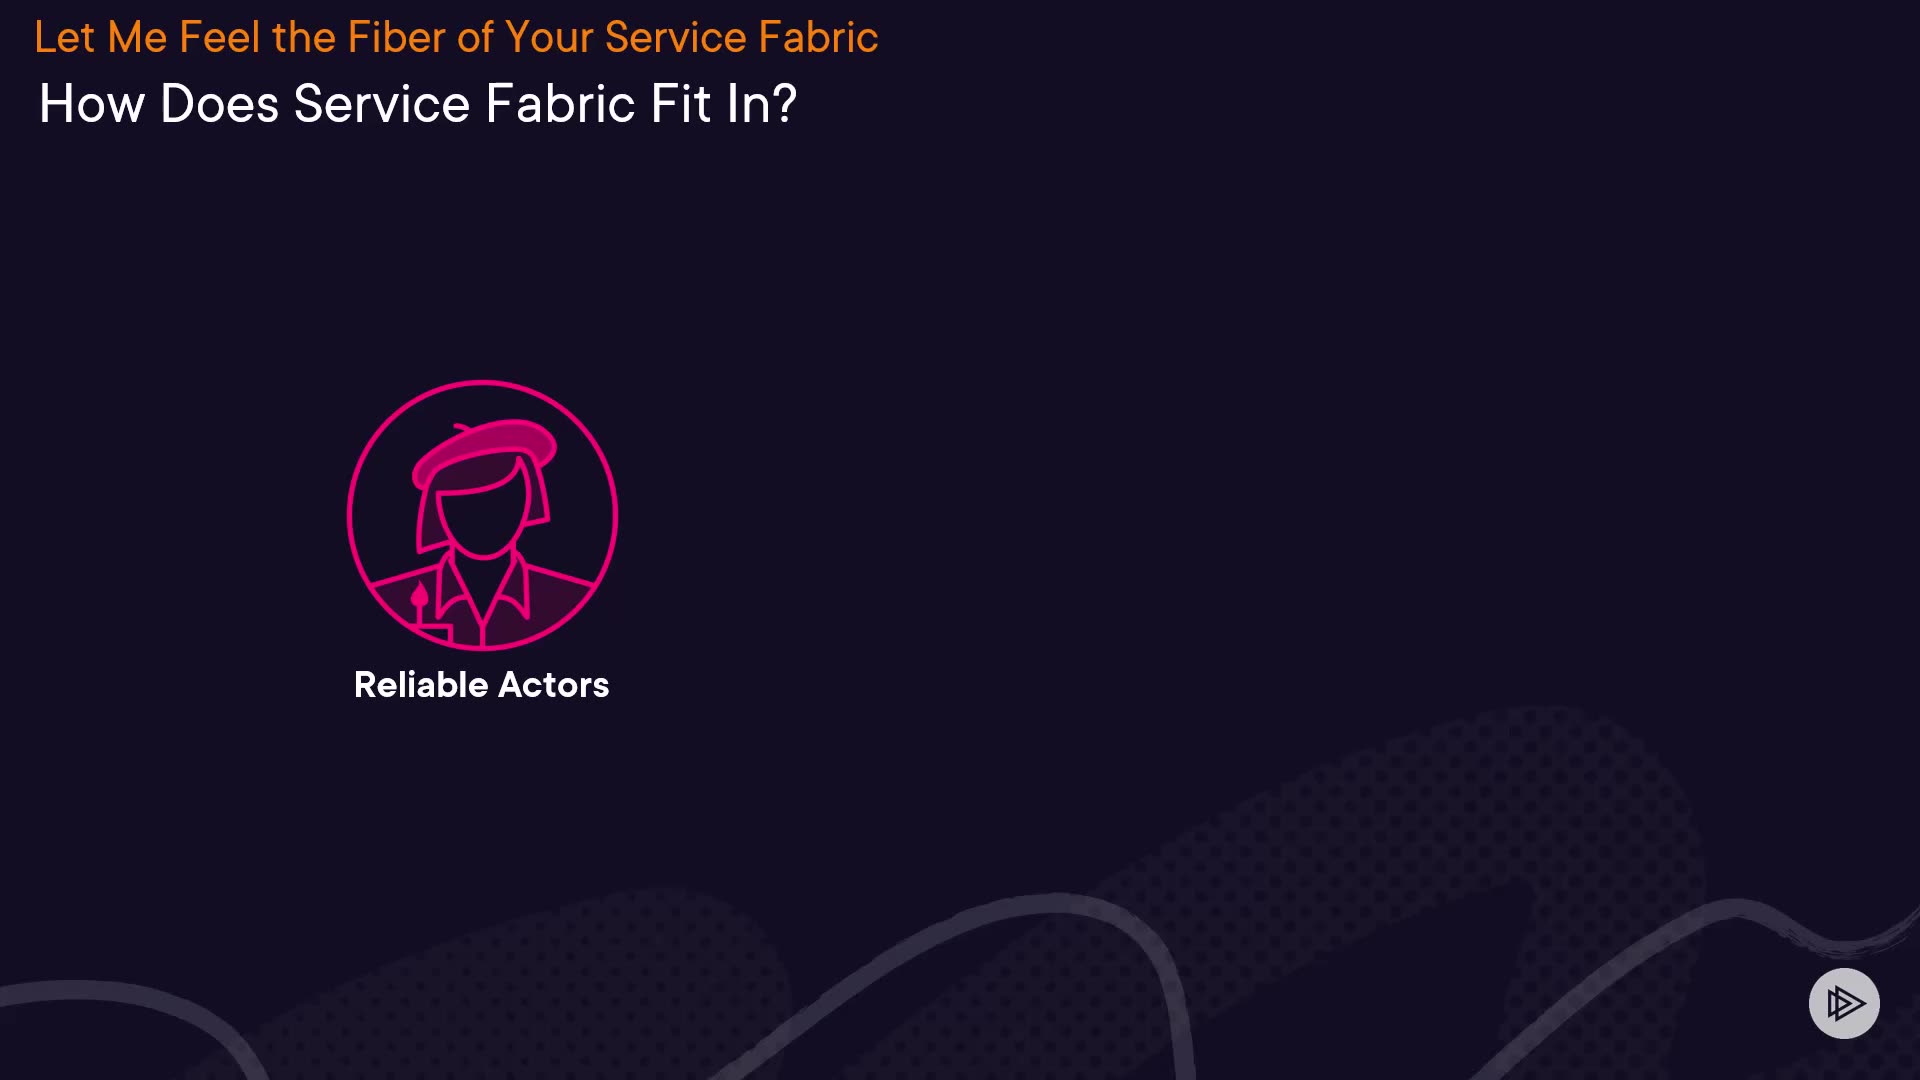 Let Me Feel the Fiber of Your Service Fabric
How Does Service Fabric Fit In?
Reliable Actors